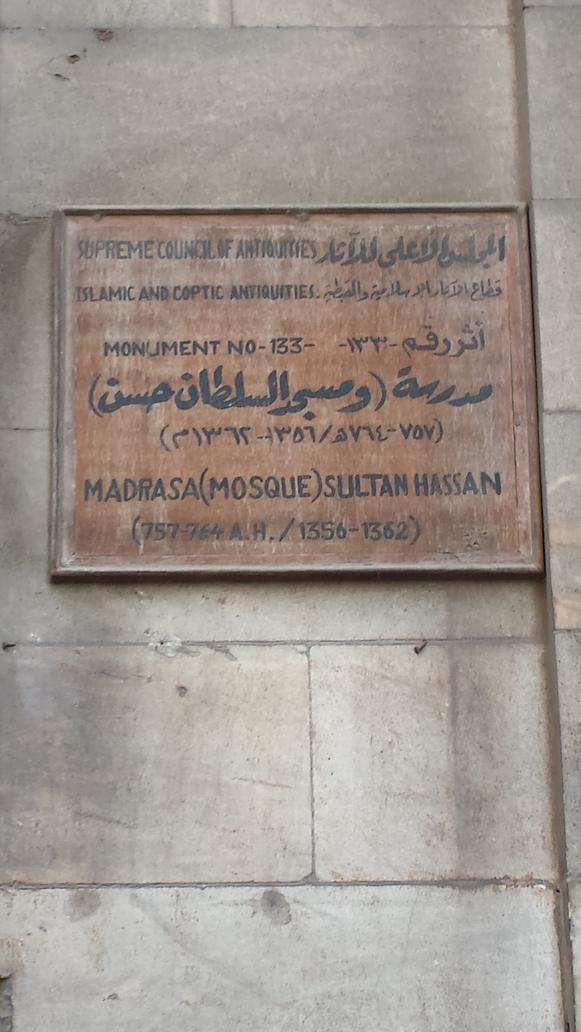 SUPREME COUNCIL OF ANTIQUITIES المجلس الاعلى للآثار
ISLAMIC AND COPTIC ANTIQUITIES. قطاع الآثار الإسلامية والقبطية
MONUMENT NO-133- أثر رقم -١٣٣-
مدرسة (ومسجد السلطان حسن)
(٧٥٧-٧٦٤هـ/١٣٥٦-١٣٦٢م)
MADRASA(MOSQUE)SULTAN HASSAN
(757-764 A.H./1356-1362)